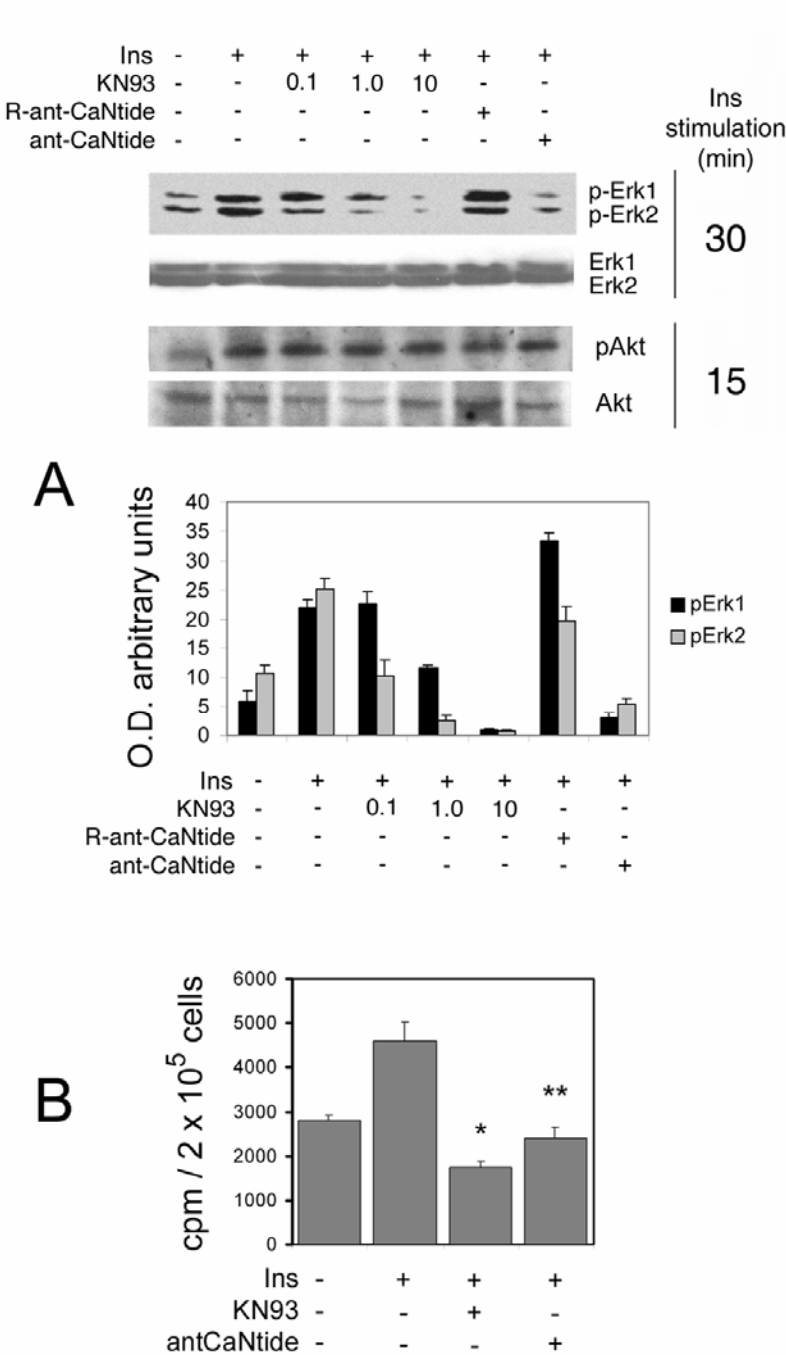 Ins - + + + + + +
KN93 - - 0.1 1.0 10 - -
R-ant-CaNtide - - - - - + -
ant-CaNtide - - - - - - +
Ins
stimulation
(min)
p-Erk1
p-Erk2
30
Erk1
Erk2
pAkt
15
Akt
A
O.D. arbitrary units
40
35
30
25
20
15
10
5
0
pErk1
pErk2
Ins - + + + + + +
KN93 - - 0.1 1.0 10 - -
R-ant-CaNtide - - - - - + -
ant-CaNtide - - - - - - +
B
cpm / 2 x 10⁵ cells
6000
5000
4000
3000
2000
1000
0
* **
Ins - + + +
KN93 - - + -
antCaNtide - - - +